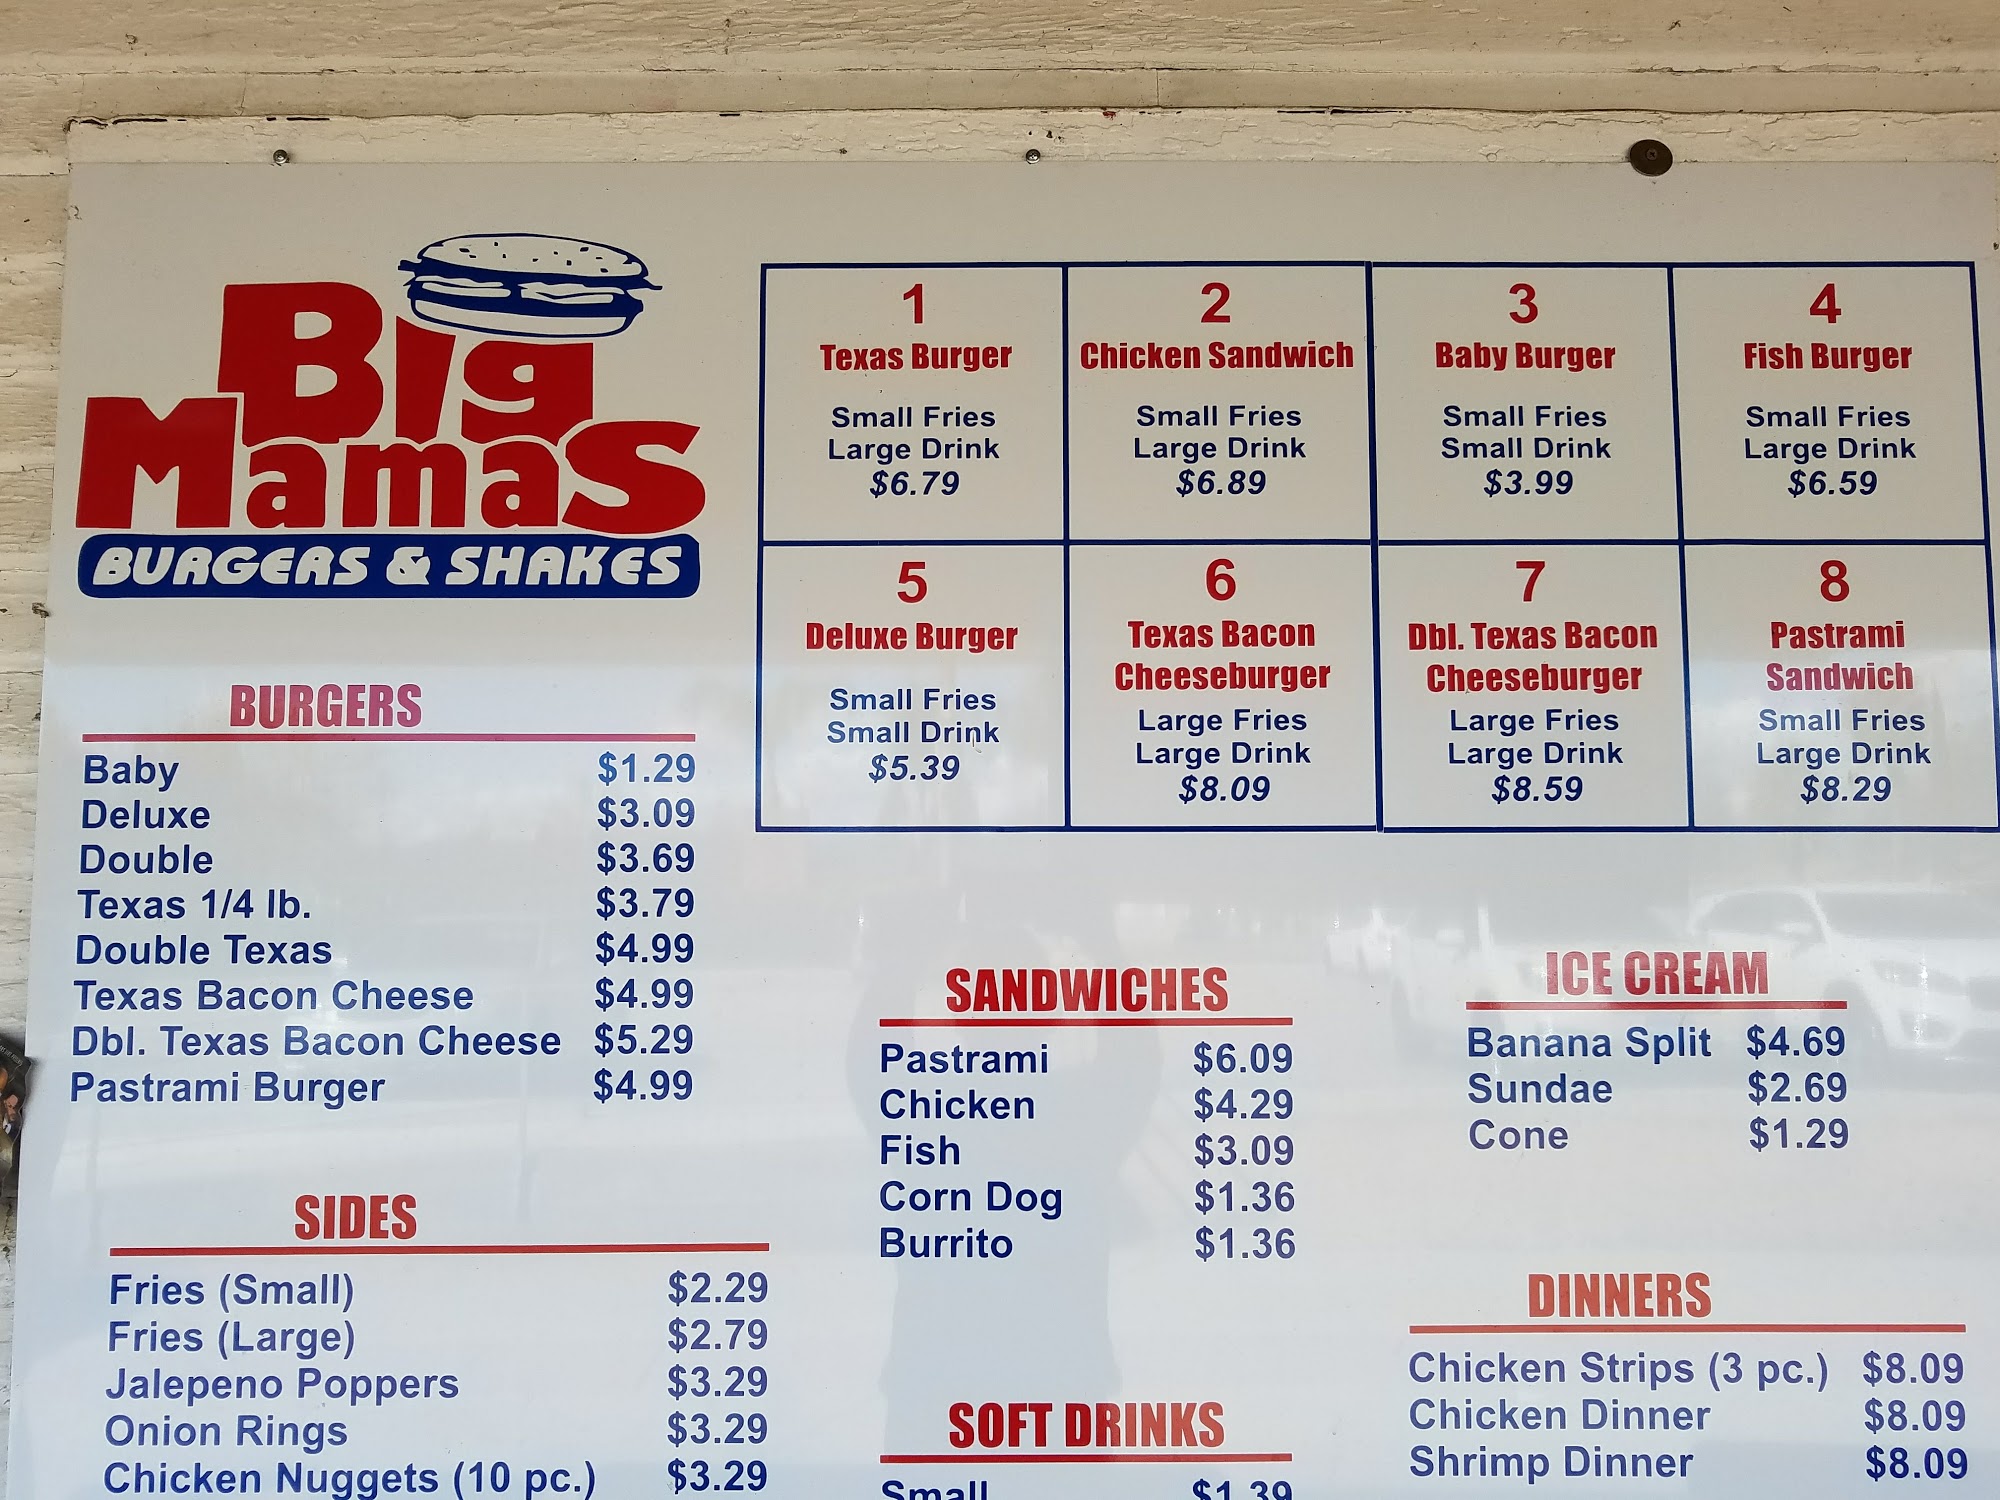 Big
Mamas
BURGERS & SHAKES
1
Texas Burger
Small Fries
Large Drink
$6.79
2
Chicken Sandwich
Small Fries
Large Drink
$6.89
3
Baby Burger
Small Fries
Small Drink
$3.99
4
Fish Burger
Small Fries
Large Drink
$6.59
5
Deluxe Burger
Small Fries
Small Drink
$5.39
6
Texas Bacon
Cheeseburger
Large Fries
Large Drink
$8.09
7
Dbl. Texas Bacon
Cheeseburger
Large Fries
Large Drink
$8.59
8
Pastrami
Sandwich
Small Fries
Large Drink
$8.29
BURGERS
Baby $1.29
Deluxe $3.09
Double $3.69
Texas 1/4 lb. $3.79
Double Texas $4.99
Texas Bacon Cheese $4.99
Dbl. Texas Bacon Cheese $5.29
Pastrami Burger $4.99
SIDES
Fries (Small) $2.29
Fries (Large) $2.79
Jalepeno Poppers $3.29
Onion Rings $3.29
Chicken Nuggets (10 pc.) $3.29
SANDWICHES
Pastrami $6.09
Chicken $4.29
Fish $3.09
Corn Dog $1.36
Burrito $1.36
SOFT DRINKS
Small $1.39
ICE CREAM
Banana Split $4.69
Sundae $2.69
Cone $1.29
DINNERS
Chicken Strips (3 pc.) $8.09
Chicken Dinner $8.09
Shrimp Dinner $8.09